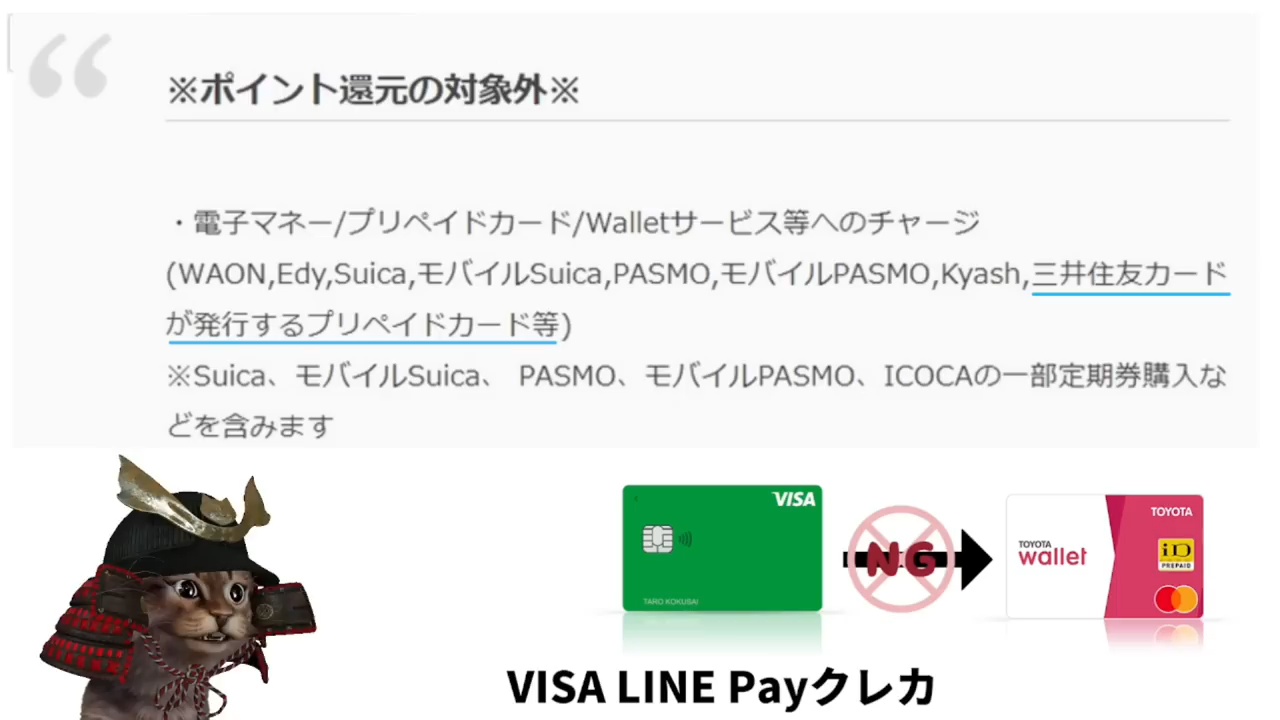 ※ポイント還元の対象外※
・電子マネー/プリペイドカード/Walletサービス等へのチャージ
(WAON,Edy,Suica,モバイルSuica,PASMO,モバイルPASMO,Kyash,三井住友カード
が発行するプリペイドカード等)
※Suica、モバイルSuica、 PASMO、モバイルPASMO、ICOCAの一部定期券購入な
どを含みます
VISA
TARO KOKUSAI
NG
TOYOTA
TOYOTA
wallet
iD
PREPAID
VISA LINE Payクレカ